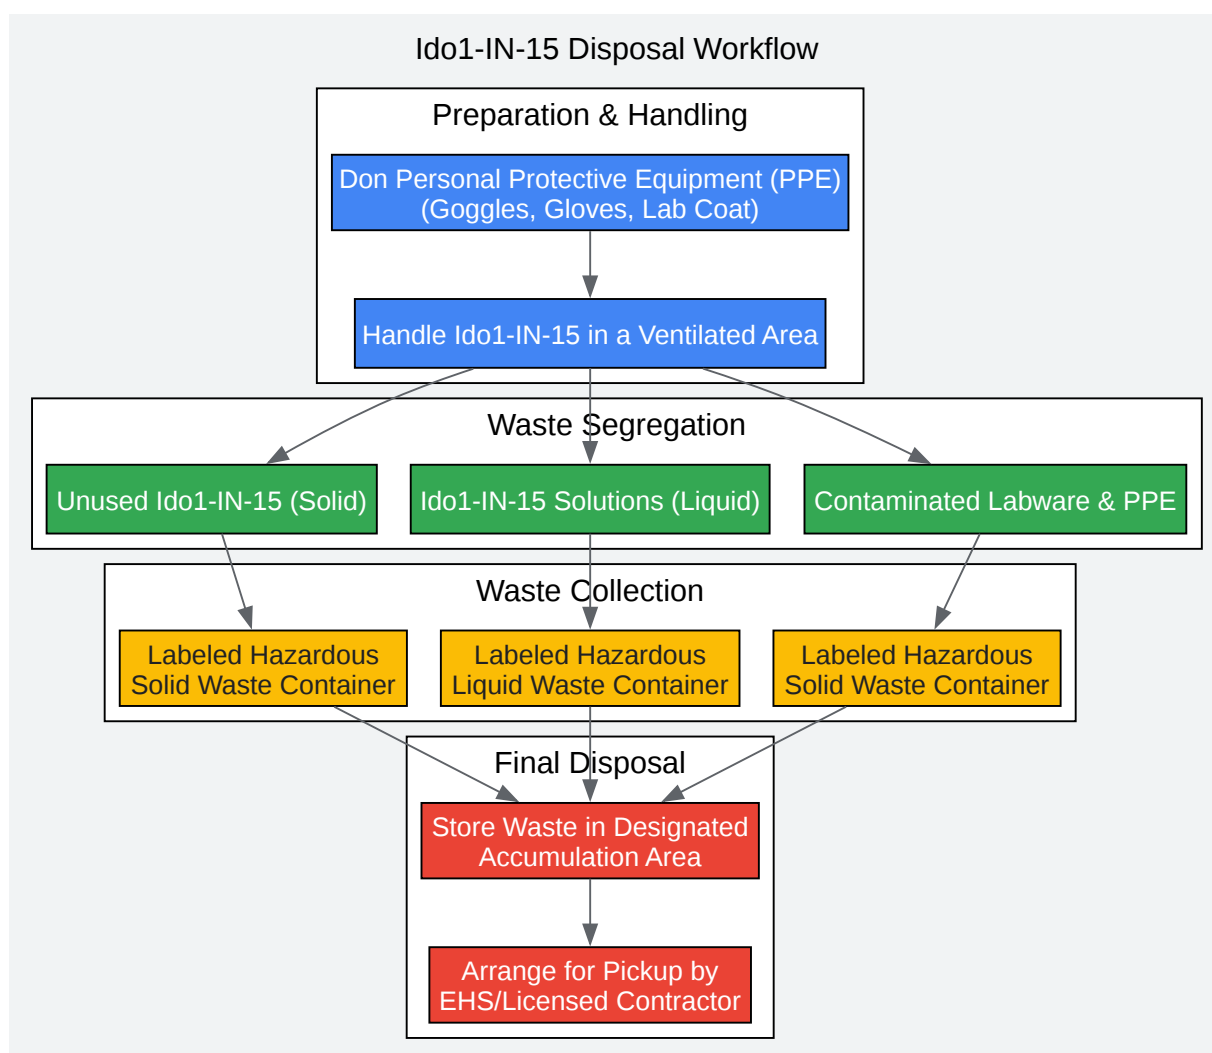 Ido1-IN-15 Disposal Workflow
Preparation & Handling
Don Personal Protective Equipment (PPE)
(Goggles, Gloves, Lab Coat)
Handle Ido1-IN-15 in a Ventilated Area
Waste Segregation
Unused Ido1-IN-15 (Solid)
Ido1-IN-15 Solutions (Liquid)
Contaminated Labware & PPE
Waste Collection
Labeled Hazardous
Solid Waste Container
Labeled Hazardous
Liquid Waste Container
Labeled Hazardous
Solid Waste Container
Final Disposal
Store Waste in Designated
Accumulation Area
Arrange for Pickup by
EHS/Licensed Contractor